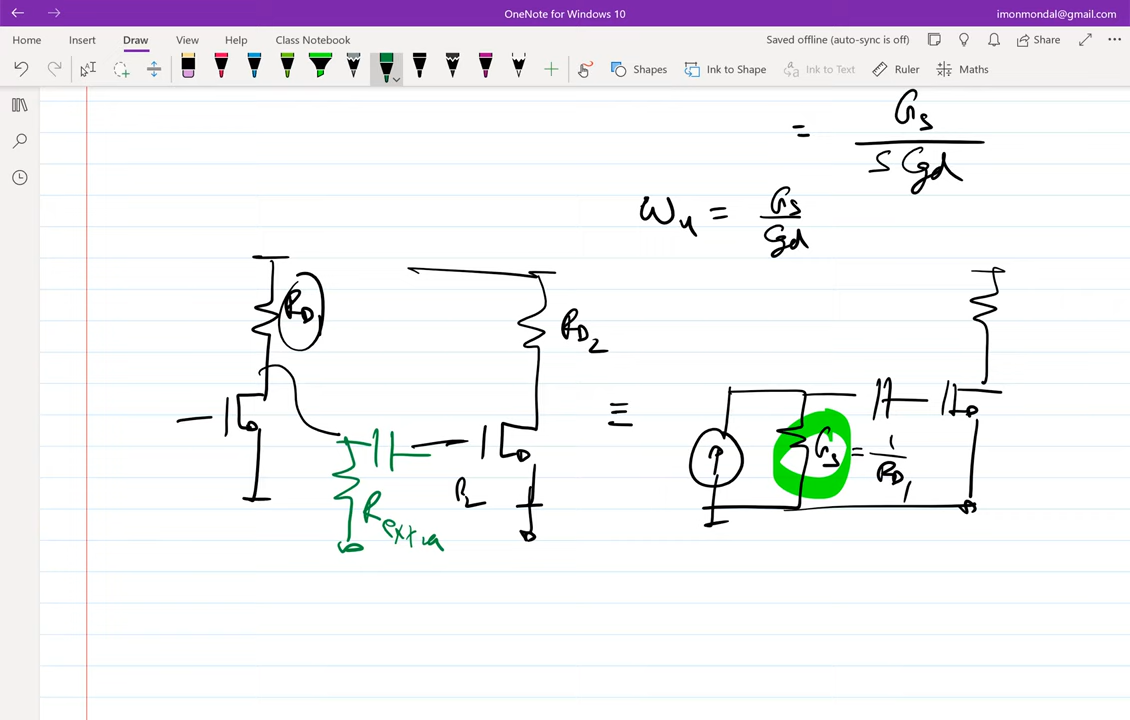 OneNote for Windows 10
imonmondal@gmail.com
Home Insert Draw View Help Class Notebook
Saved offline (auto-sync is off)
Share
Shapes
Ink to Shape
Ink to Text
Ruler
Maths
= Gs / SCgd
ωu = Gs / Cgd
RD1
RD2
≡
Gs = 1 / RD1
Rextra